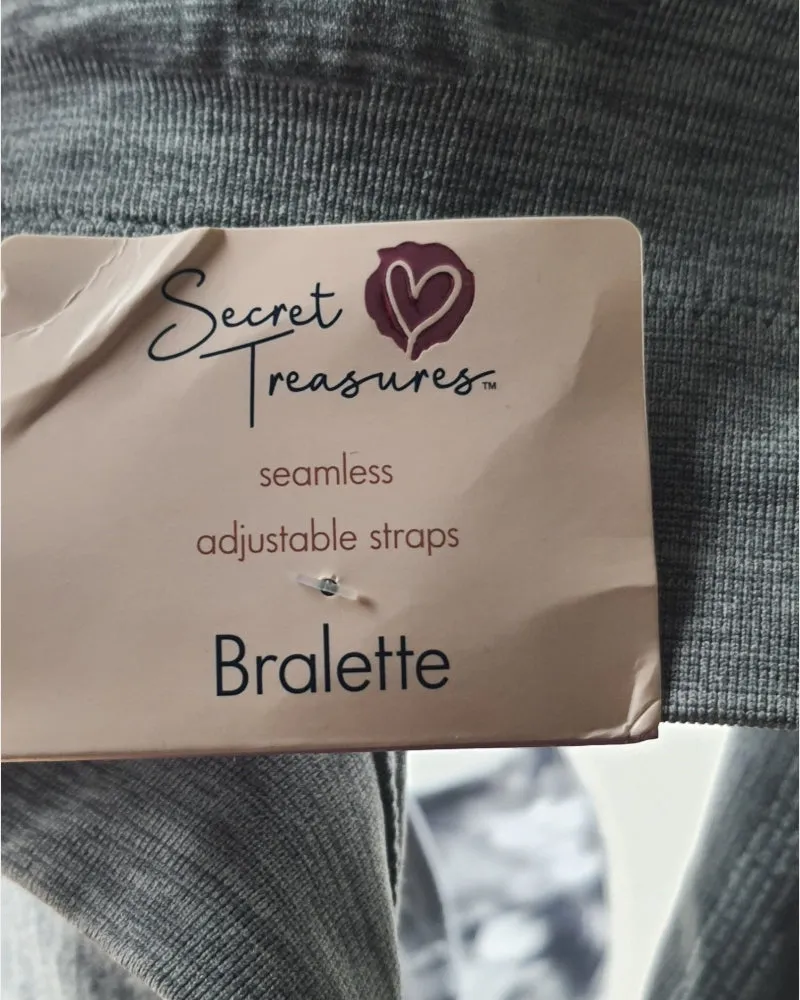 Secret
Treasures™
seamless
adjustable straps
Bralette